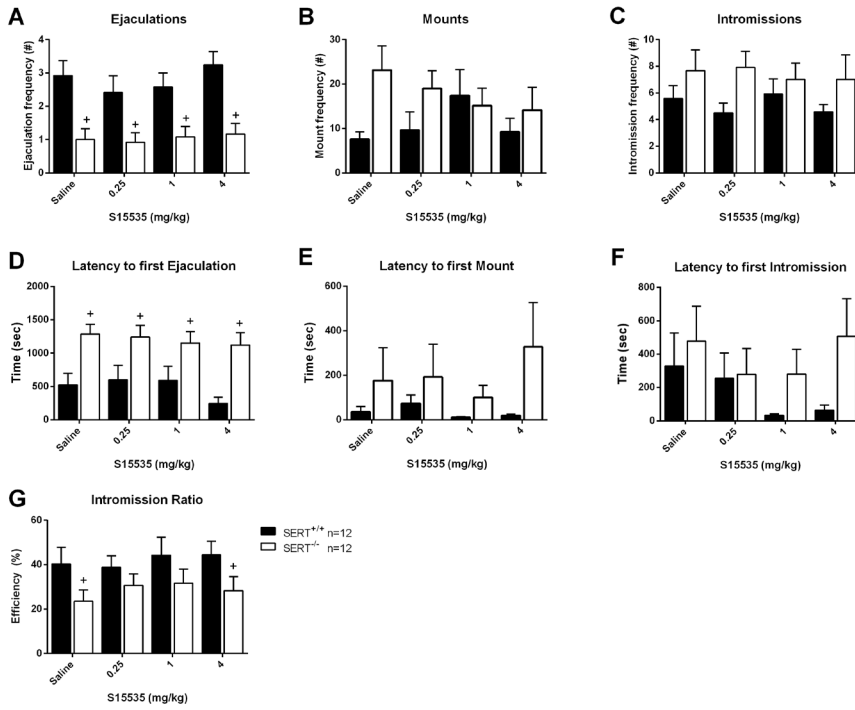 A
Ejaculations
Ejaculation frequency (#)
4
3
2
1
0
+ + + +
Saline 0.25 1 4
S15535 (mg/kg)
B
Mounts
Mount frequency (#)
30
20
10
0
Saline 0.25 1 4
S15535 (mg/kg)
C
Intromissions
Intromission frequency (#)
10
8
6
4
2
0
Saline 0.25 1 4
S15535 (mg/kg)
D
Latency to first Ejaculation
Time (sec)
2000
1500
1000
500
0
+ + + +
Saline 0.25 1 4
S15535 (mg/kg)
E
Latency to first Mount
Time (sec)
600
400
200
0
Saline 0.25 1 4
S15535 (mg/kg)
F
Latency to first Intromission
Time (sec)
800
600
400
200
0
Saline 0.25 1 4
S15535 (mg/kg)
G
Intromission Ratio
Efficiency (%)
60
40
20
0
+ +
Saline 0.25 1 4
S15535 (mg/kg)
SERT+/+ n=12
SERT-/- n=12